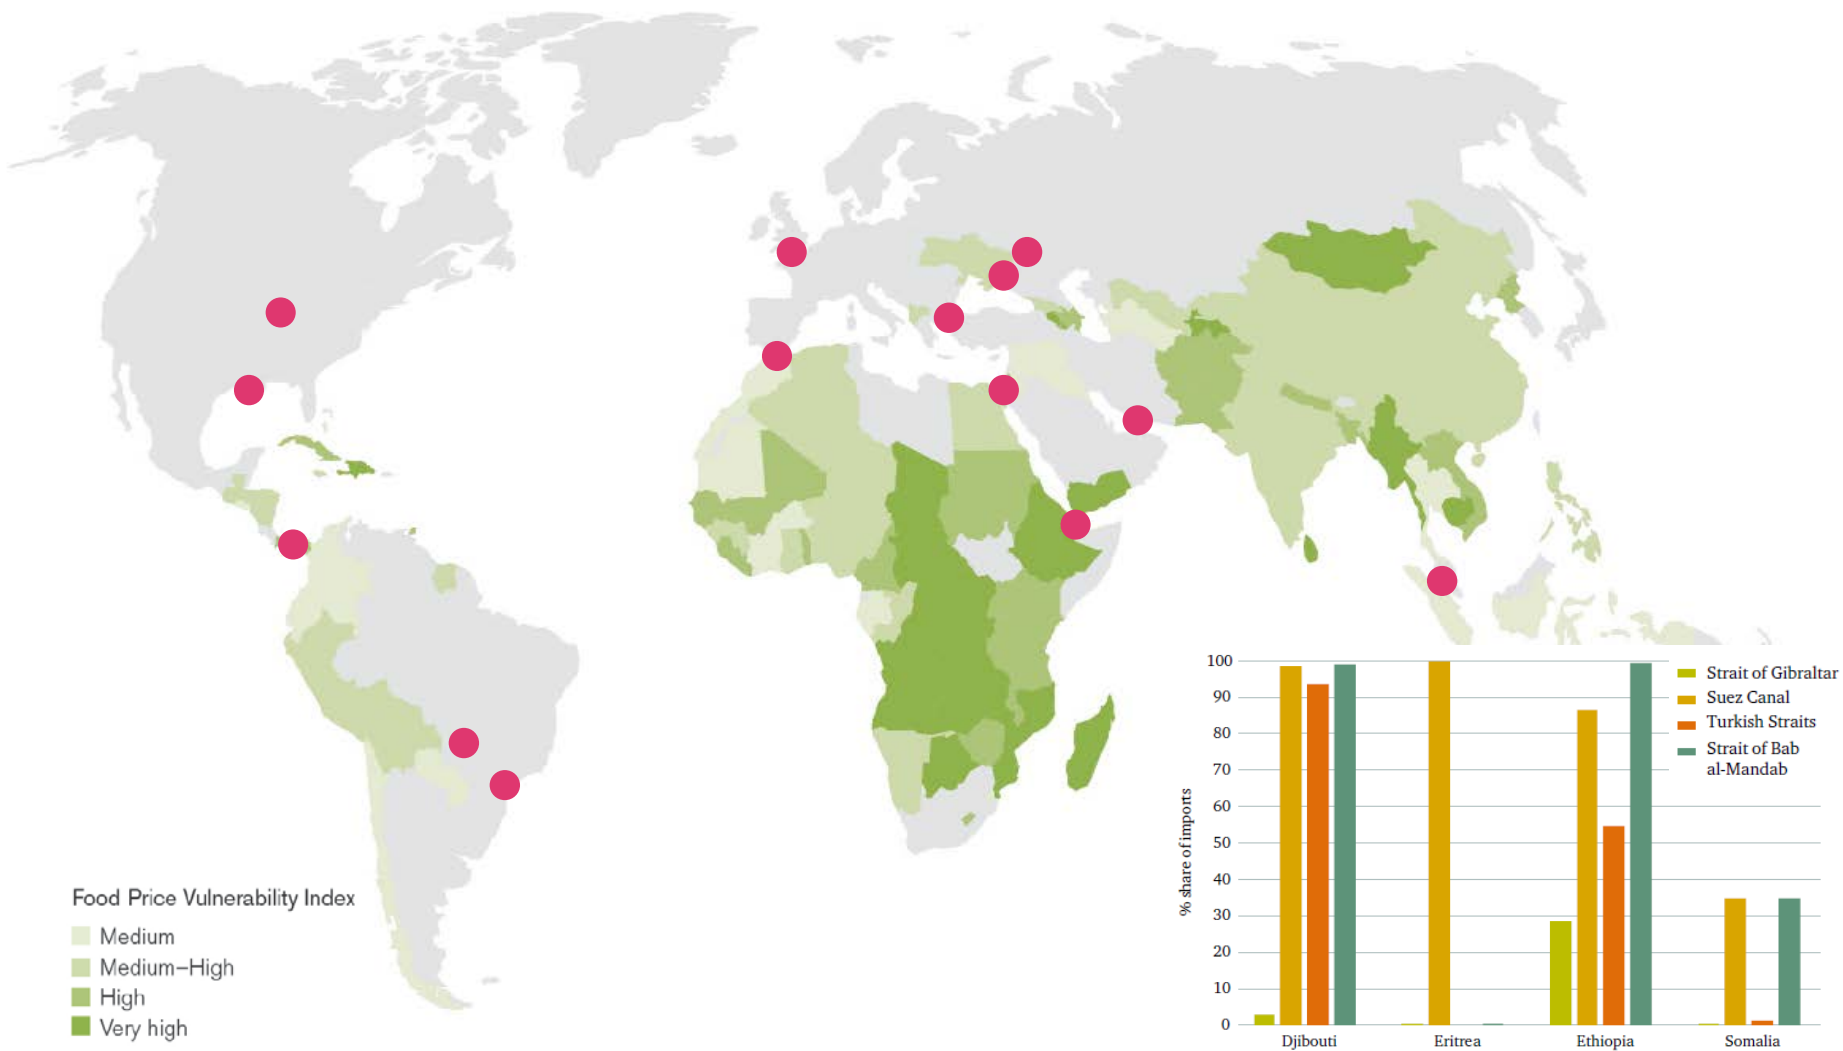 Food Price Vulnerability Index
Medium
Medium–High
High
Very high
% share of imports
100
90
80
70
60
50
40
30
20
10
0
Djibouti
Eritrea
Ethiopia
Somalia
Strait of Gibraltar
Suez Canal
Turkish Straits
Strait of Bab
al-Mandab